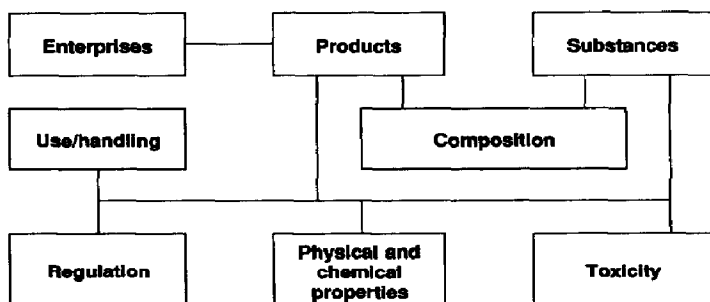 Enterprises
Products
Substances
Use/handling
Composition
Regulation
Physical and
chemical
properties
Toxicity